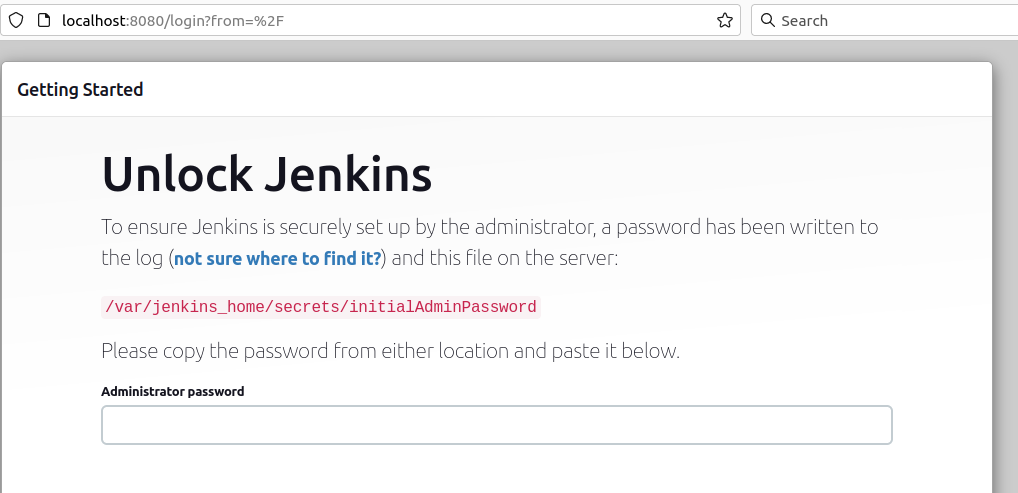 localhost:8080/login?from=%2F
Search
Getting Started
Unlock Jenkins
To ensure Jenkins is securely set up by the administrator, a password has been written to
the log (not sure where to find it?) and this file on the server:
/var/jenkins_home/secrets/initialAdminPassword
Please copy the password from either location and paste it below.
Administrator password